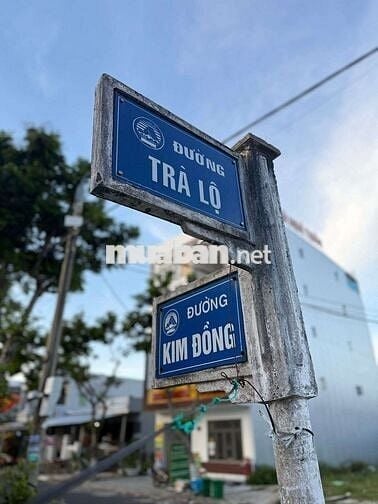 ĐƯỜNG
TRÀ LỘ
muaban.net
ĐƯỜNG
KIM ĐỒNG